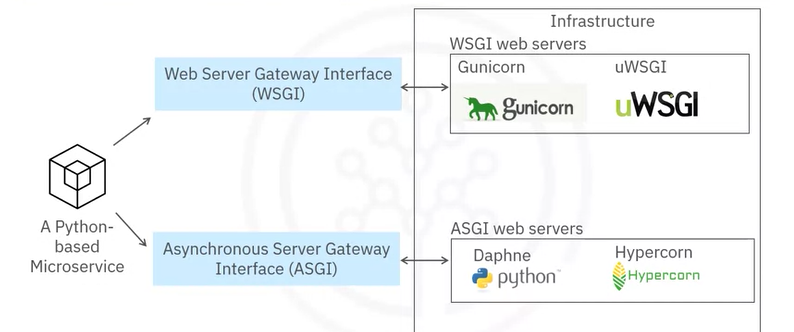 Infrastructure
WSGI web servers
Web Server Gateway Interface
(WSGI)
Gunicorn
uWSGI
gunicorn
uWSGI
A Python-
based
Microservice
Asynchronous Server Gateway
Interface (ASGI)
ASGI web servers
Daphne
Hypercorn
python
Hypercorn